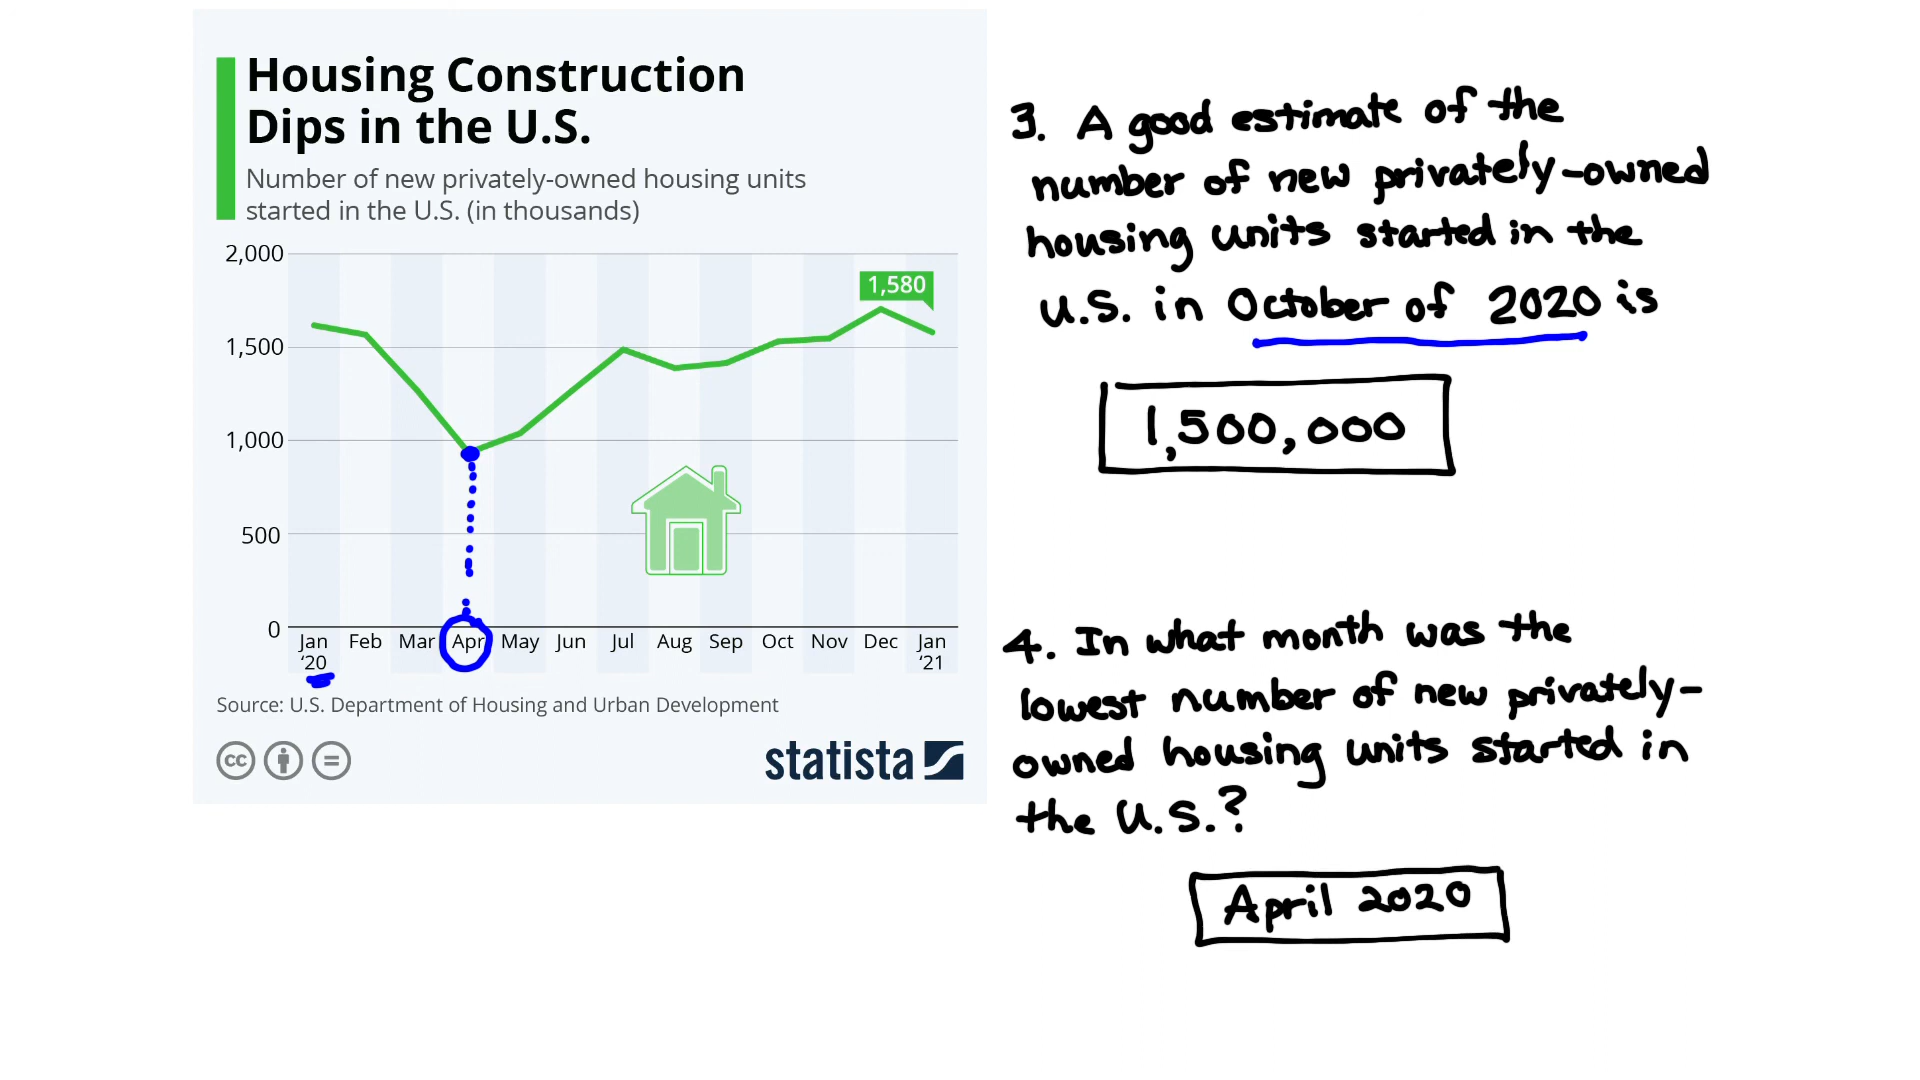 Housing Construction
Dips in the U.S.
Number of new privately-owned housing units
started in the U.S. (in thousands)
2,000
1,500
1,000
500
0
1,580
Jan Feb Mar Apr May Jun Jul Aug Sep Oct Nov Dec Jan
‘20 ‘21
Source: U.S. Department of Housing and Urban Development
cc
statista
3. A good estimate of the
number of new privately-owned
housing units started in the
U.S. in October of 2020 is
1,500,000
4. In what month was the
lowest number of new privately-
owned housing units started in
the U.S.?
April 2020